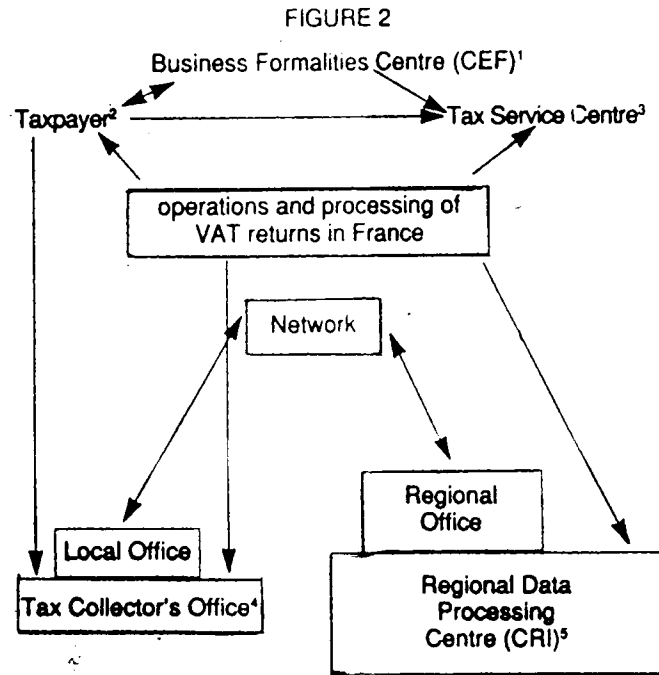 FIGURE 2
Business Formalities Centre (CEF)¹
Taxpayer²
Tax Service Centre³
operations and processing of
VAT returns in France
Network
Regional
Office
Local Office
Tax Collector's Office⁴
Regional Data
Processing
Centre (CRI)⁵